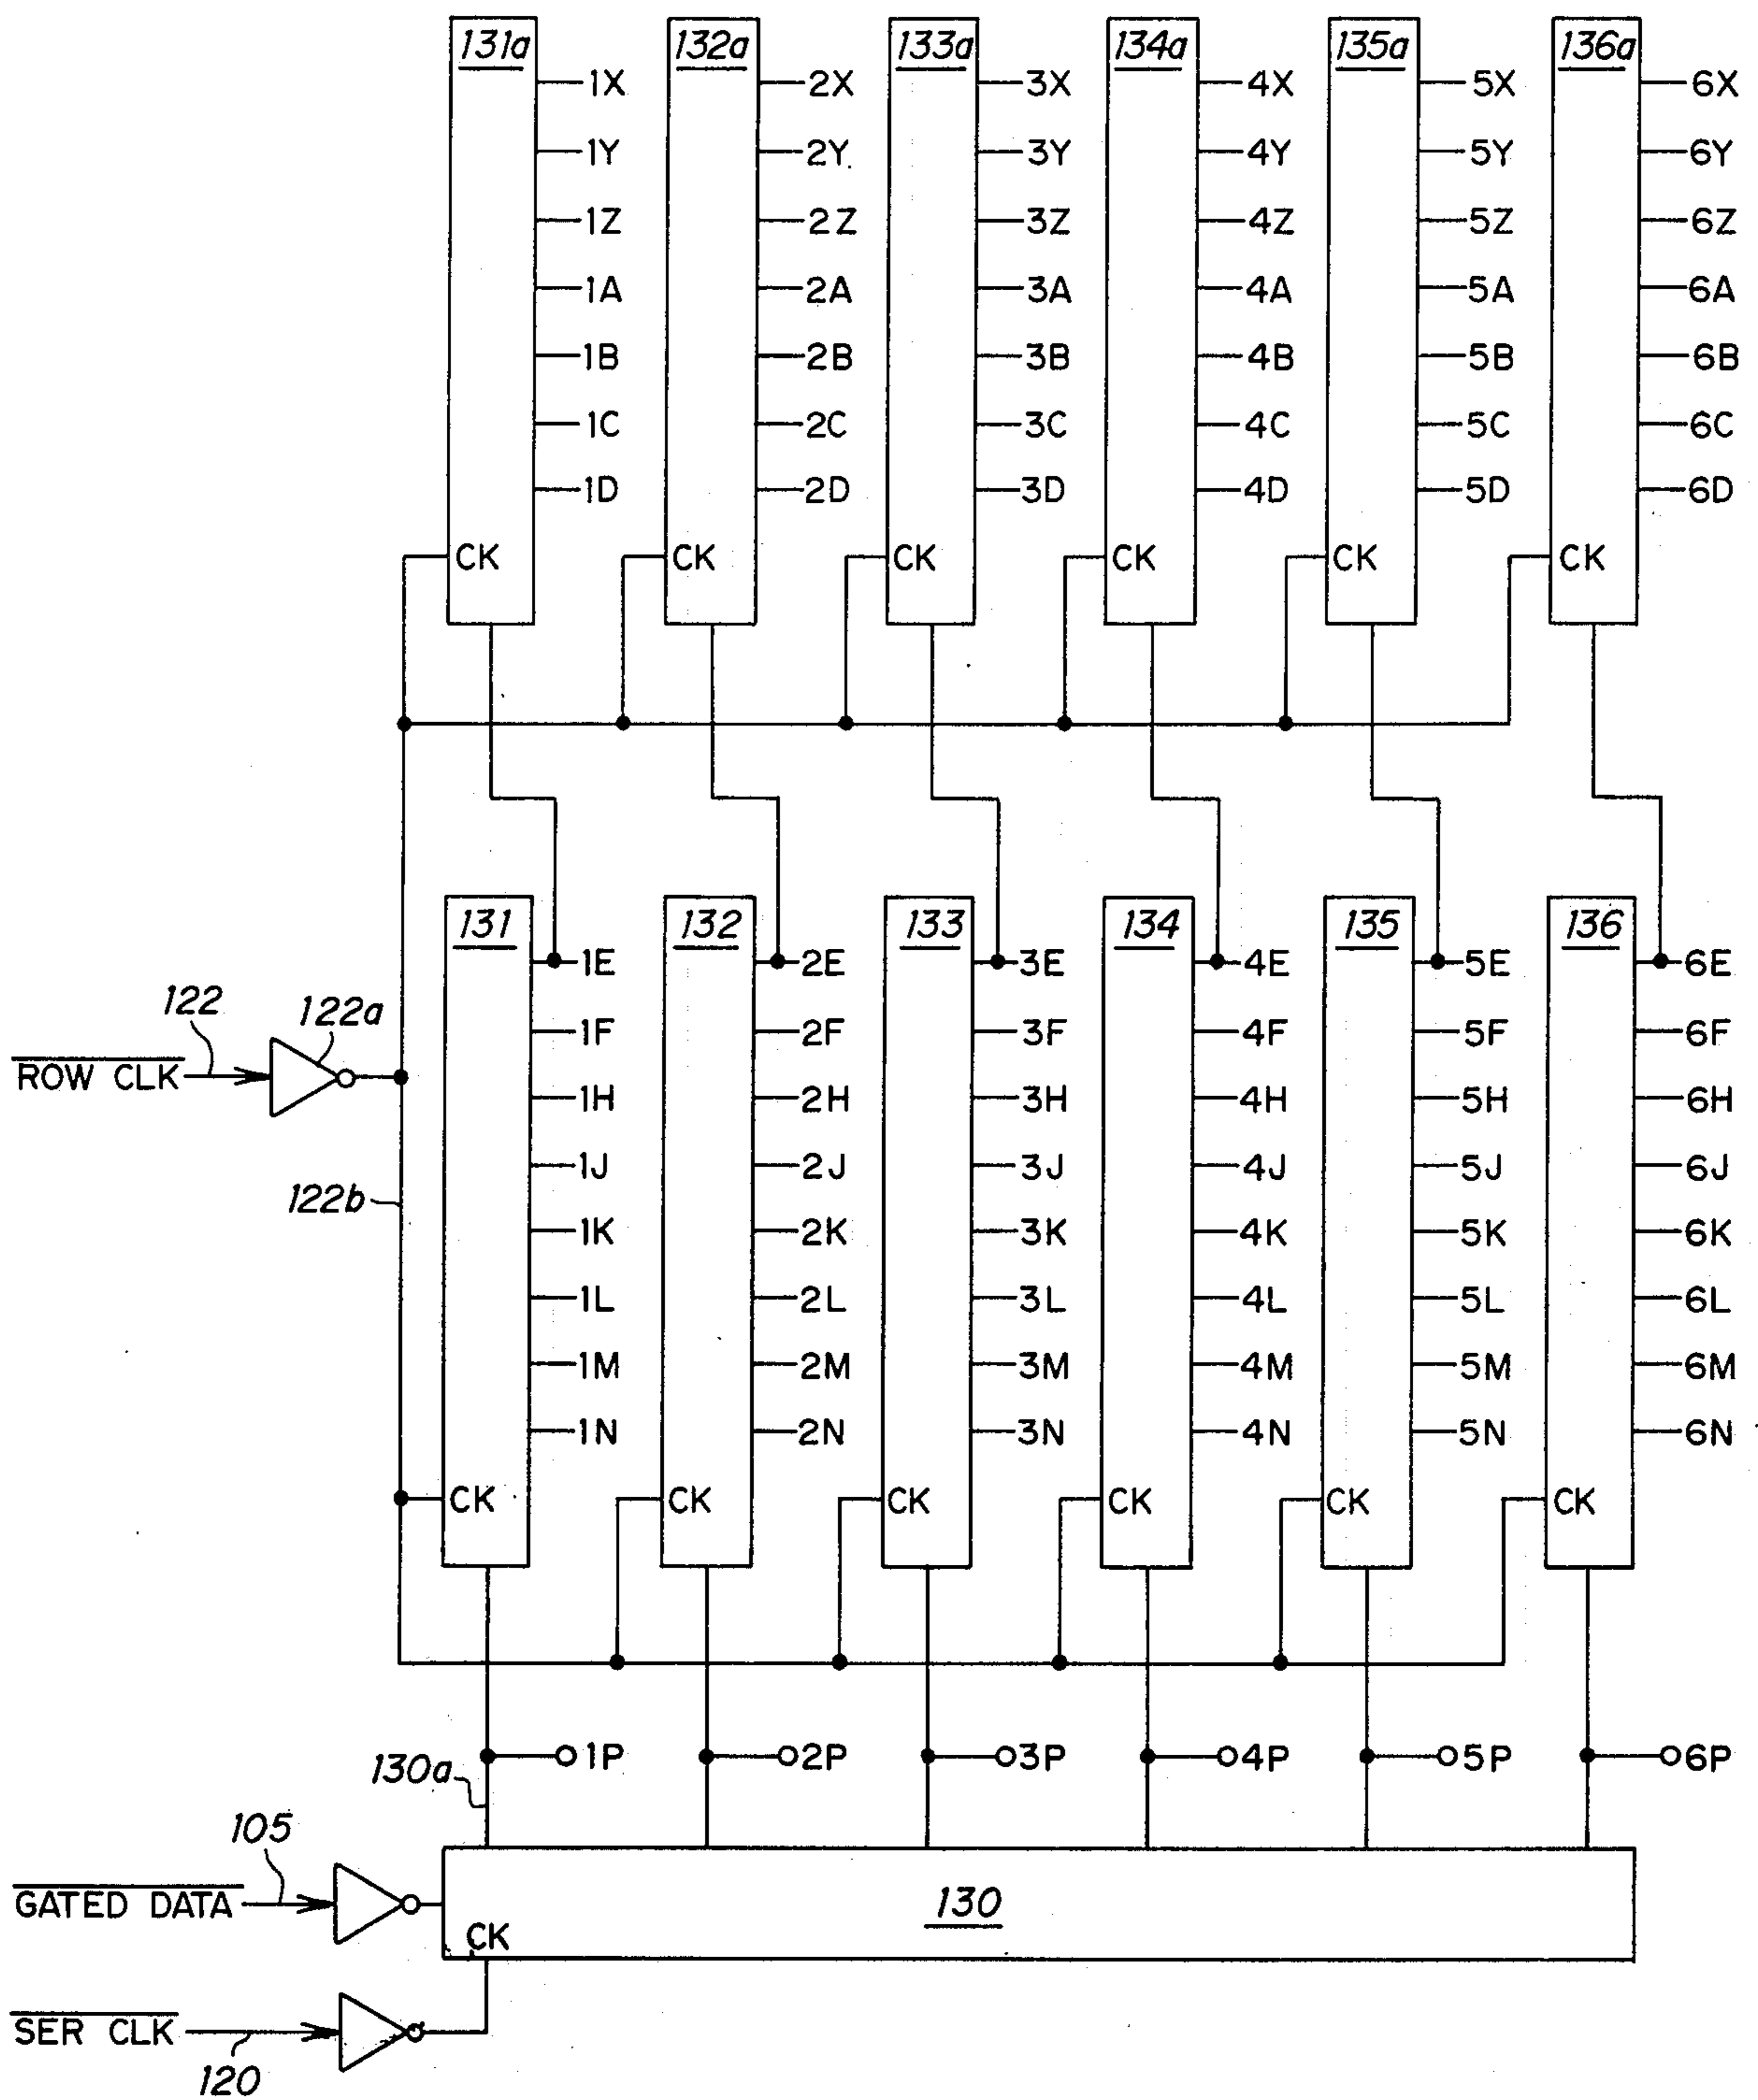 131a 132a 133a 134a 135a 136a
1X 2X 3X 4X 5X 6X
1Y 2Y 3Y 4Y 5Y 6Y
1Z 2Z 3Z 4Z 5Z 6Z
1A 2A 3A 4A 5A 6A
1B 2B 3B 4B 5B 6B
1C 2C 3C 4C 5C 6C
1D 2D 3D 4D 5D 6D
CK CK CK CK CK CK
131 132 133 134 135 136
1E 2E 3E 4E 5E 6E
122 122a
1F 2F 3F 4F 5F 6F
ROW CLK
1H 2H 3H 4H 5H 6H
1J 2J 3J 4J 5J 6J
122b
1K 2K 3K 4K 5K 6K
1L 2L 3L 4L 5L 6L
1M 2M 3M 4M 5M 6M
1N 2N 3N 4N 5N 6N
CK CK CK CK CK CK
1P 2P 3P 4P 5P 6P
130a
105
GATED DATA
130
CK
SER CLK
120